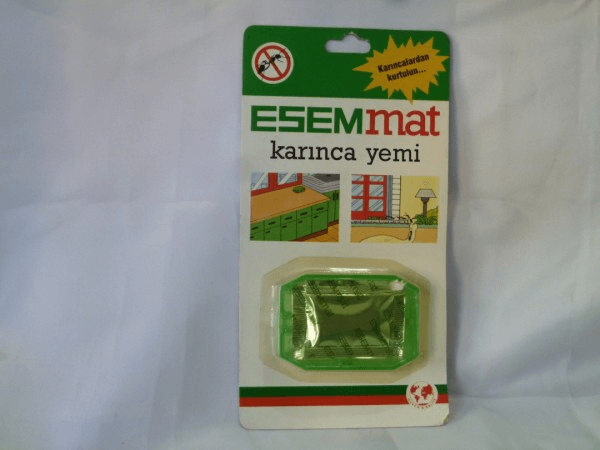 Karıncalardan
kurtulun...
ESEMmat
karınca yemi